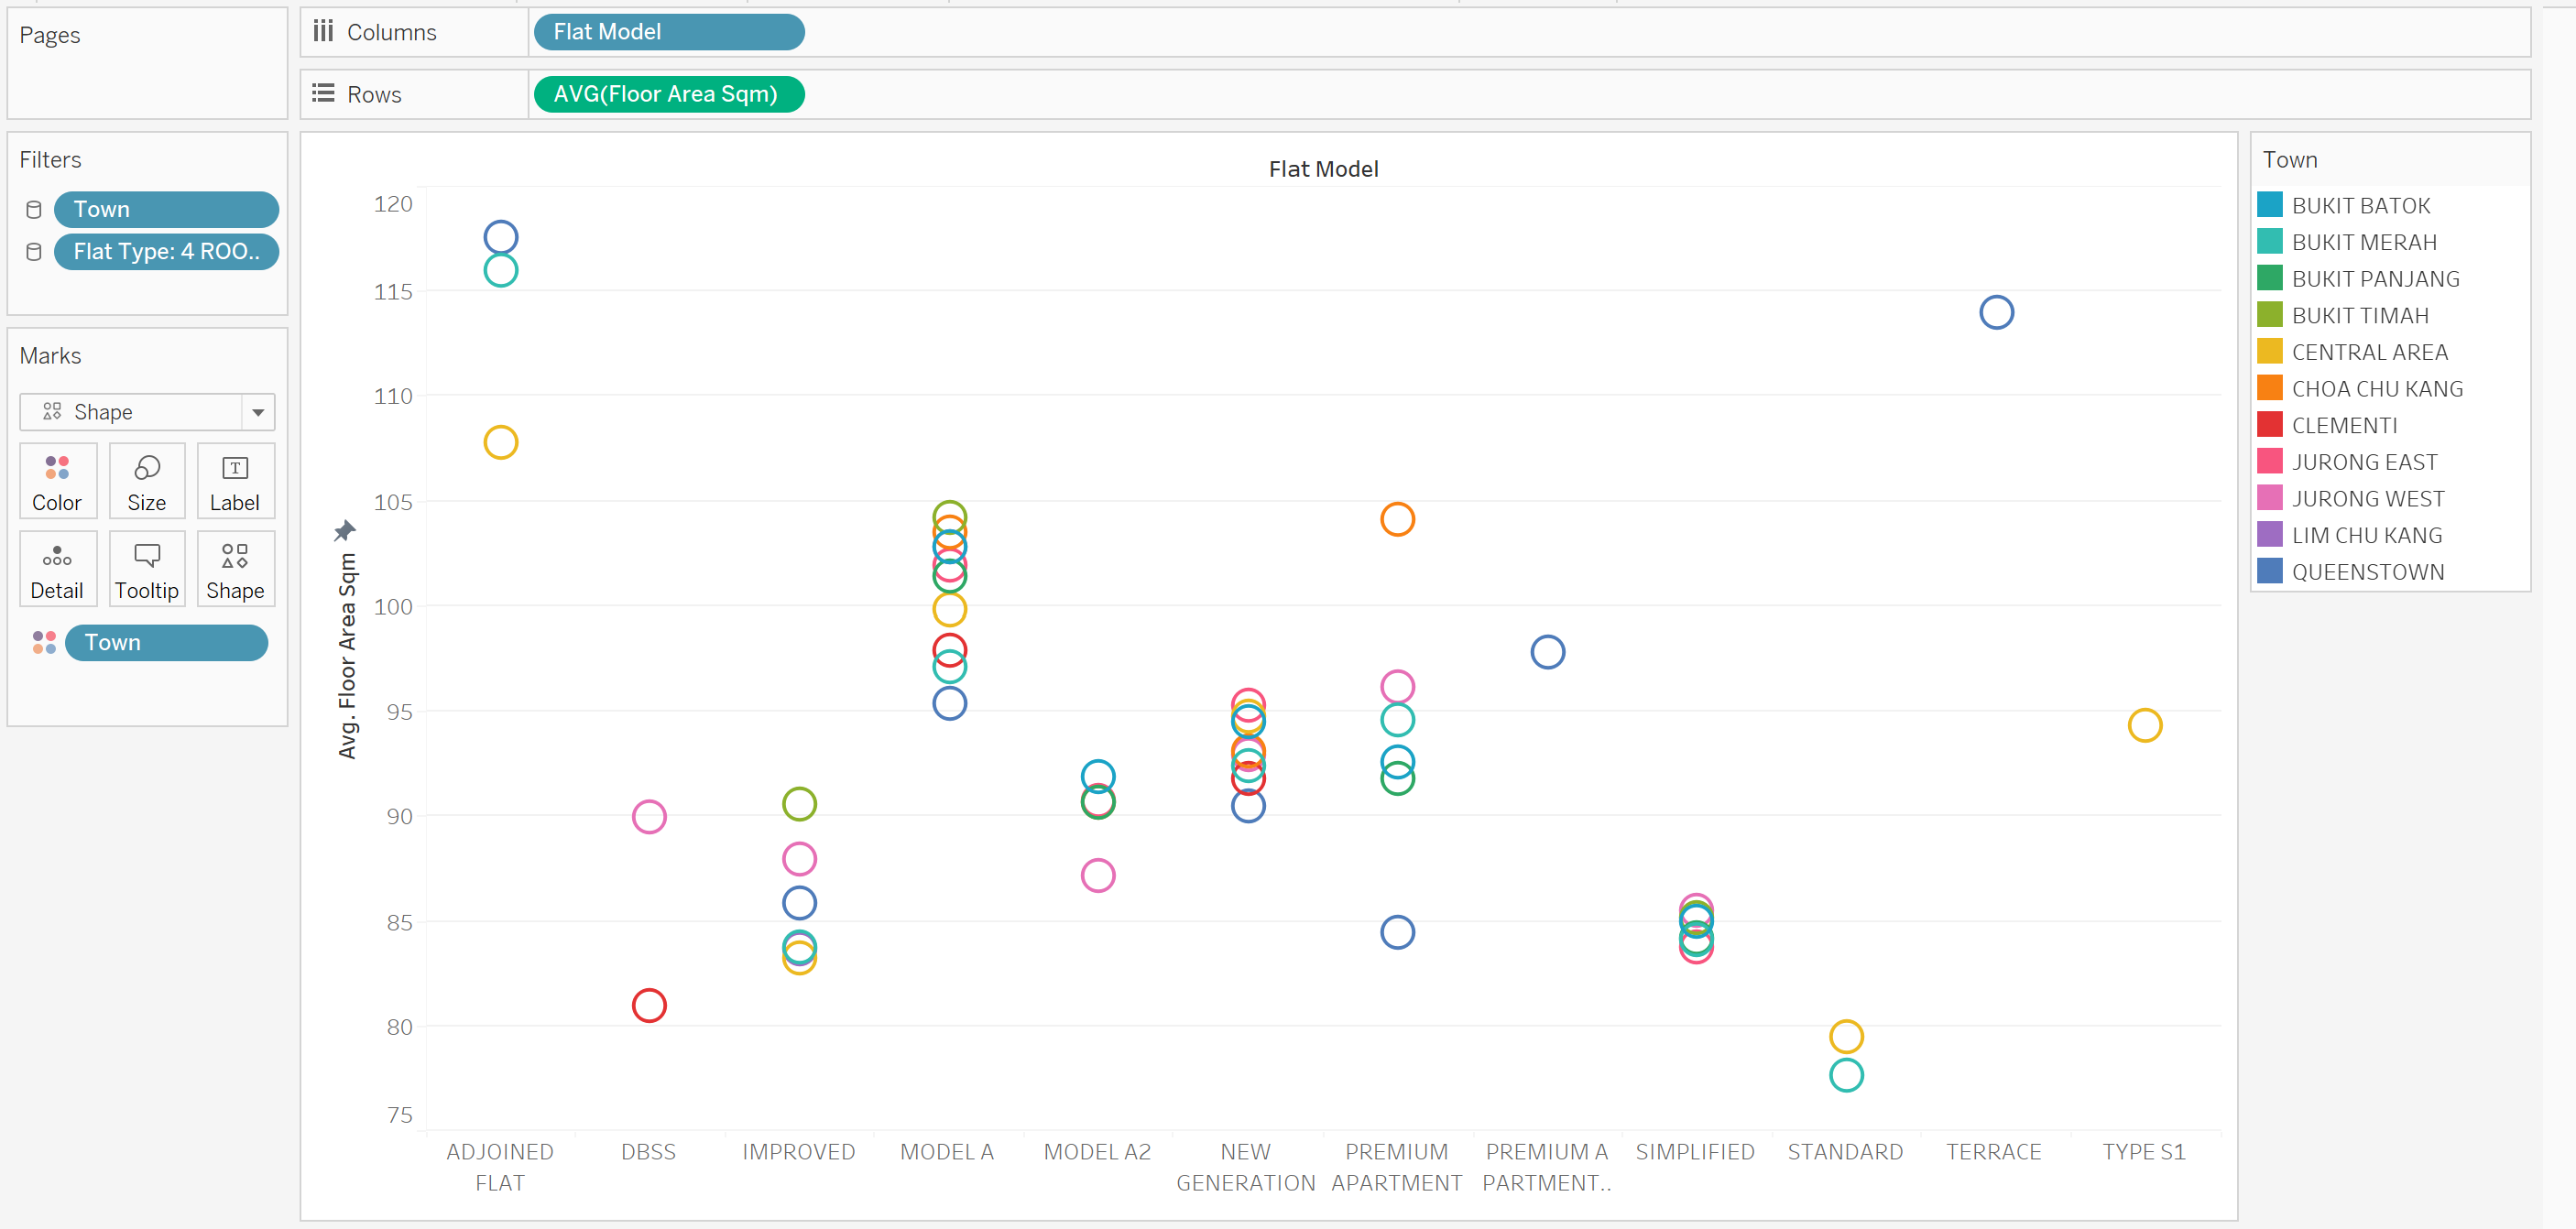 Pages
Columns
Flat Model
Rows
AVG(Floor Area Sqm)
Filters
Town
Flat Type: 4 ROO..
Marks
Shape
Color
Size
Label
Detail
Tooltip
Shape
Town
Flat Model
Avg. Floor Area Sqm
120
115
110
105
100
95
90
85
80
75
ADJOINED
FLAT
DBSS
IMPROVED
MODEL A
MODEL A2
NEW
GENERATION
PREMIUM
APARTMENT
PREMIUM A
PARTMENT..
SIMPLIFIED
STANDARD
TERRACE
TYPE S1
Town
BUKIT BATOK
BUKIT MERAH
BUKIT PANJANG
BUKIT TIMAH
CENTRAL AREA
CHOA CHU KANG
CLEMENTI
JURONG EAST
JURONG WEST
LIM CHU KANG
QUEENSTOWN